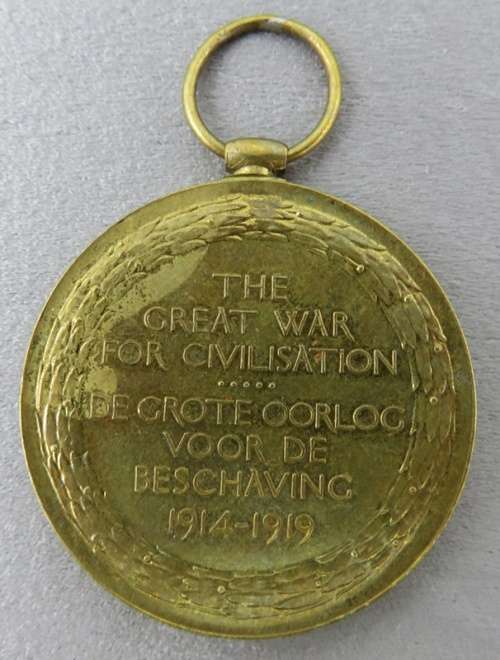 THE
GREAT WAR
FOR CIVILISATION
DE GROTE OORLOG
VOOR DE
BESCHAVING
1914-1919